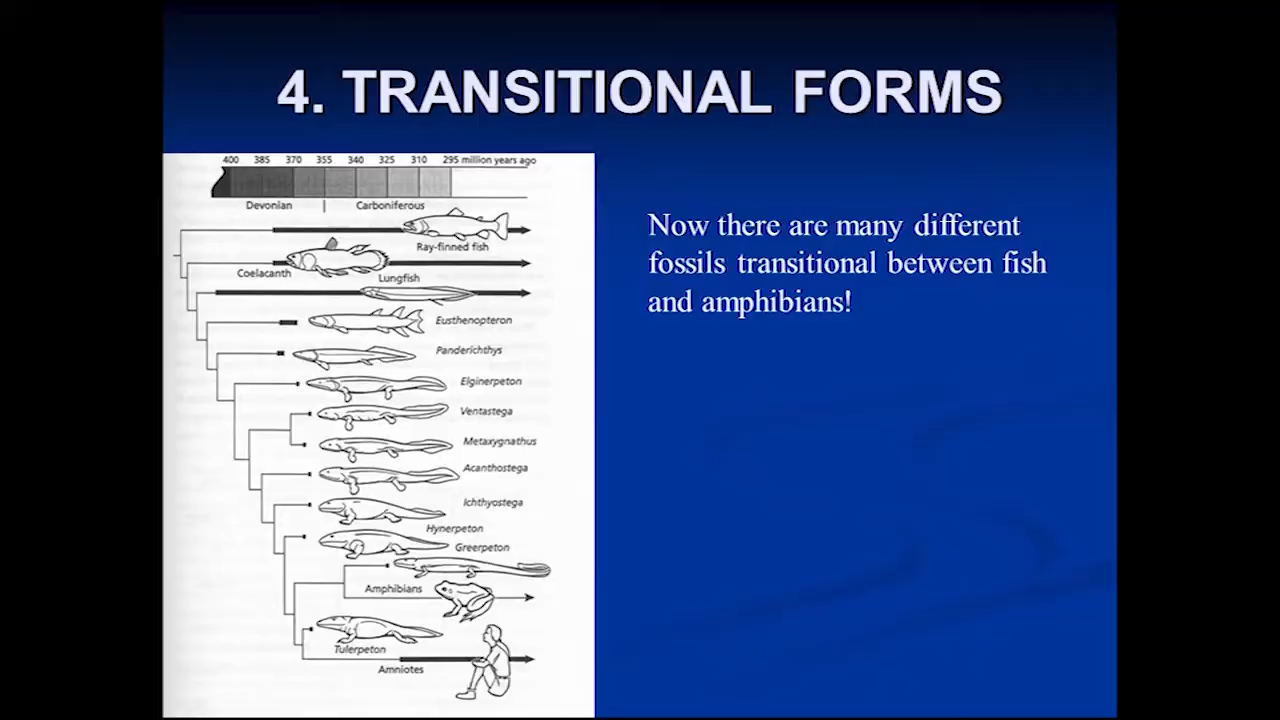 4. TRANSITIONAL FORMS
400 385 370 355 340 325 310 295 million years ago
Devonian | Carboniferous
Ray-finned fish
Coelacanth
Lungfish
Eusthenopteron
Panderichthys
Elginerpeton
Ventastega
Metaxygnathus
Acanthostega
Ichthyostega
Hynerpeton
Greerpeton
Amphibians
Tulerpeton
Amniotes
Now there are many different
fossils transitional between fish
and amphibians!